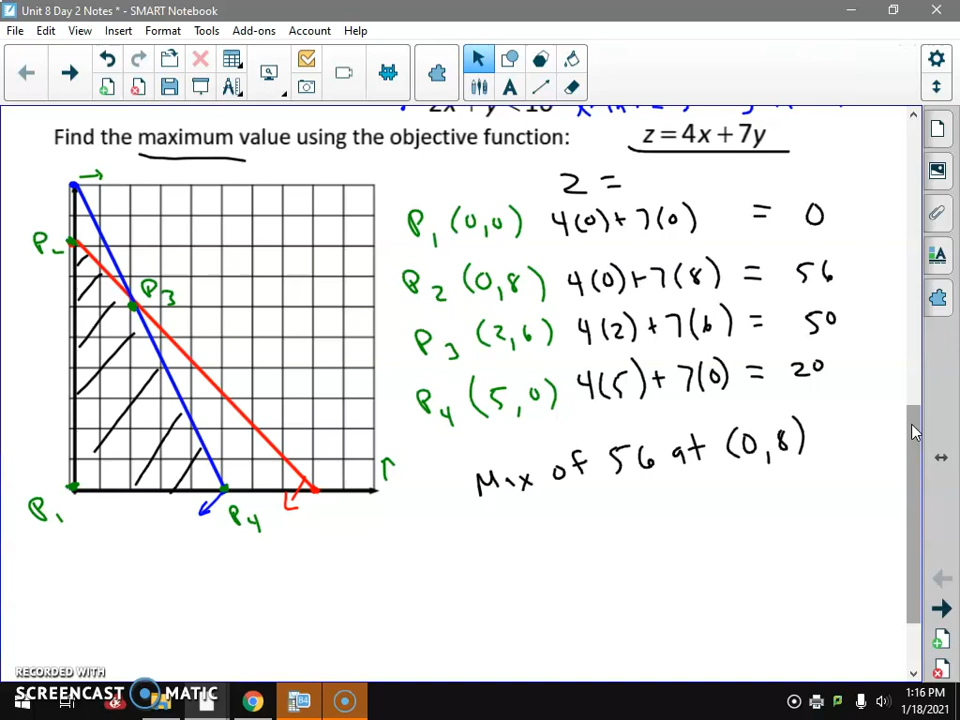 Unit 8 Day 2 Notes * - SMART Notebook
File Edit View Insert Format Tools Add-ons Account Help
Find the maximum value using the objective function: z = 4x + 7y
z =
P1 (0,0) 4(0)+7(0) = 0
P2 (0,8) 4(0)+7(8) = 56
P3 (2,6) 4(2)+7(6) = 50
P4 (5,0) 4(5)+7(0) = 20
Max of 56 at (0,8)
P3
P1
P4
RECORDED WITH
SCREENCAST MATIC
1:16 PM
1/18/2021